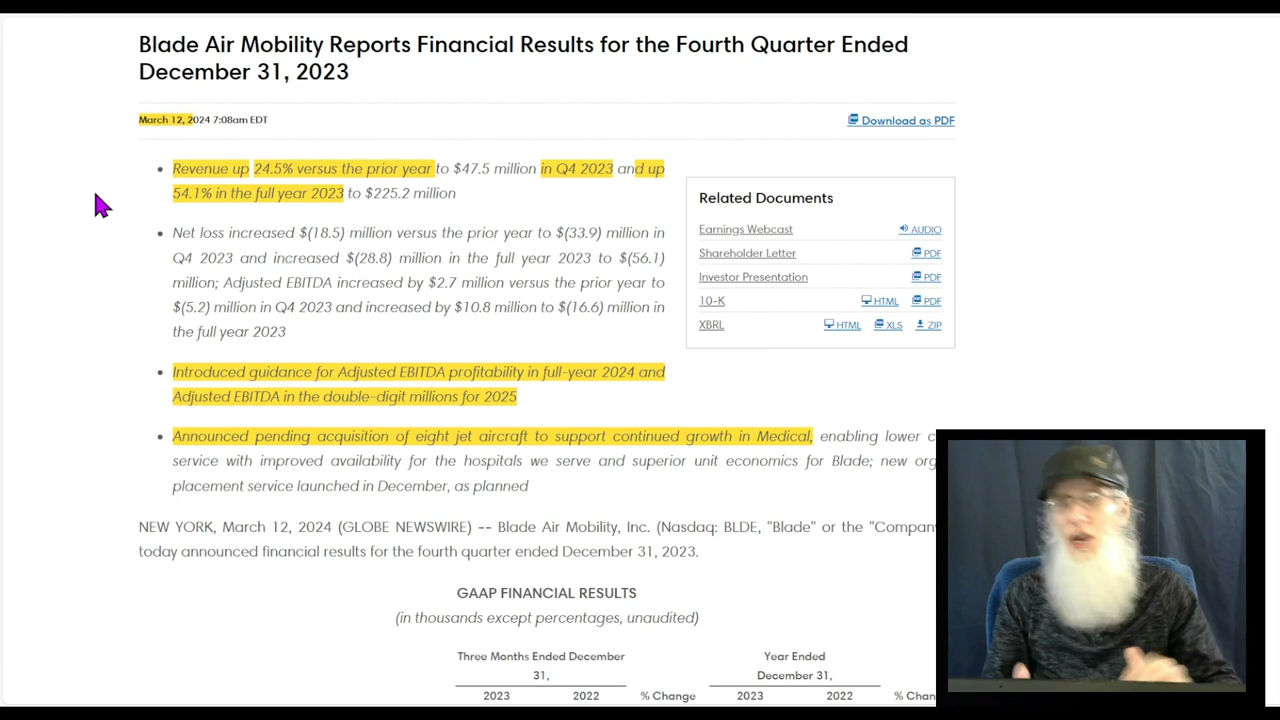 Blade Air Mobility Reports Financial Results for the Fourth Quarter Ended
December 31, 2023
March 12, 2024 7:08am EDT
Download as PDF
Revenue up 24.5% versus the prior year to $47.5 million in Q4 2023 and up
54.1% in the full year 2023 to $225.2 million
Net loss increased $(18.5) million versus the prior year to $(33.9) million in
Q4 2023 and increased $(28.8) million in the full year 2023 to $(56.1)
million; Adjusted EBITDA increased by $2.7 million versus the prior year to
$(5.2) million in Q4 2023 and increased by $10.8 million to $(16.6) million in
the full year 2023
Related Documents
Earnings Webcast AUDIO
Shareholder Letter PDF
Investor Presentation PDF
10-K HTML PDF
XBRL HTML XLS ZIP
Introduced guidance for Adjusted EBITDA profitability in full-year 2024 and
Adjusted EBITDA in the double-digit millions for 2025
Announced pending acquisition of eight jet aircraft to support continued growth in Medical, enabling lower
service with improved availability for the hospitals we serve and superior unit economics for Blade; new
placement service launched in December, as planned
NEW YORK, March 12, 2024 (GLOBE NEWSWIRE) -- Blade Air Mobility, Inc. (Nasdaq: BLDE, "Blade" or the
today announced financial results for the fourth quarter ended December 31, 2023.
GAAP FINANCIAL RESULTS
(in thousands except percentages, unaudited)
Three Months Ended December
31,
Year Ended
December 31,
2023 2022 % Change 2023 2022